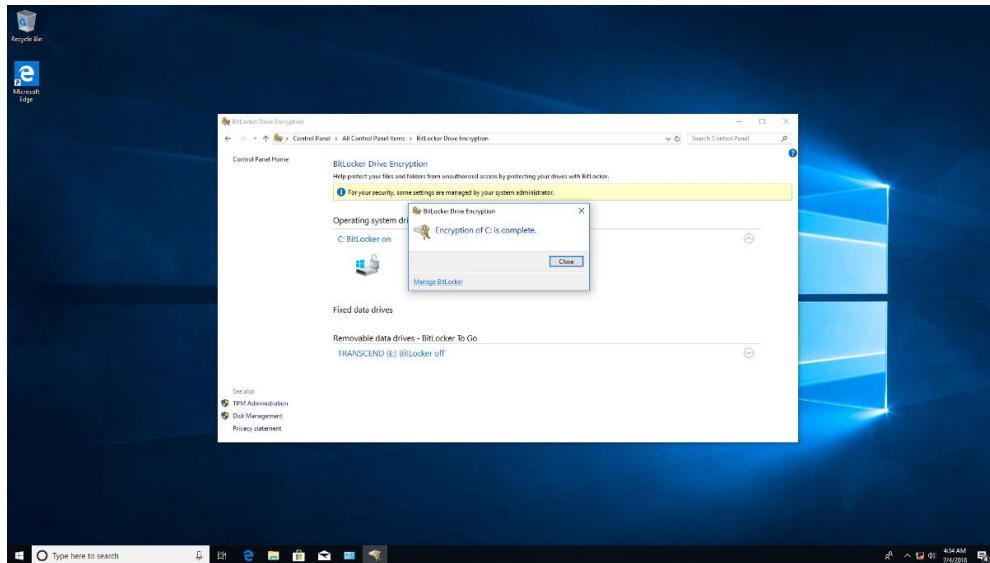 Recycle Bin
Microsoft
Edge
BitLocker Drive Encryption
Control Panel › All Control Panel Items › BitLocker Drive Encryption
Search Control Panel
Control Panel Home
BitLocker Drive Encryption
Help protect your files and folders from unauthorized access by protecting your drives with BitLocker.
For your security, some settings are managed by your system administrator.
Operating system dri
C: BitLocker on
BitLocker Drive Encryption
Encryption of C: is complete.
Close
Manage BitLocker
Fixed data drives
Removable data drives - BitLocker To Go
TRANSCEND (E:) BitLocker off
See also
TPM Administration
Disk Management
Privacy statement
Type here to search
4:34 AM
7/4/2018